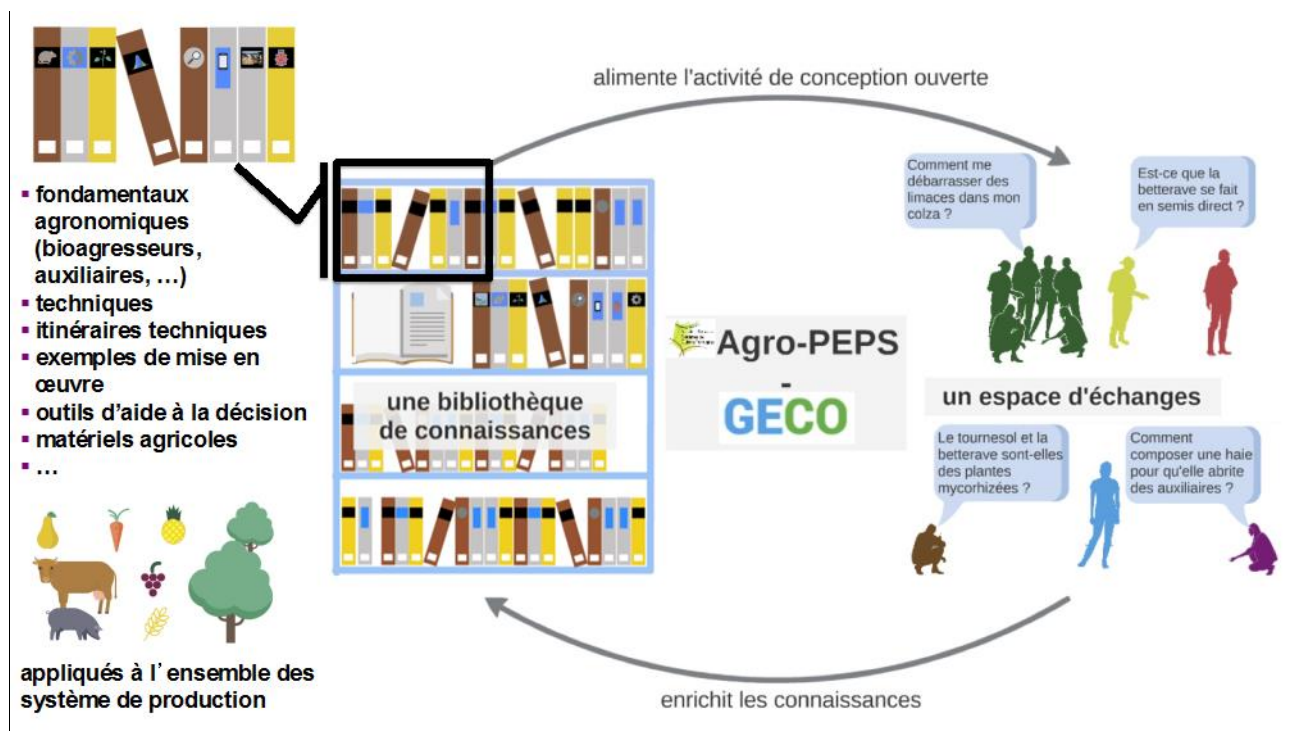 alimente l'activité de conception ouverte
▪ fondamentaux
agronomiques
(bioagresseurs,
auxiliaires, …)
▪ techniques
▪ itinéraires techniques
▪ exemples de mise en
œuvre
▪ outils d'aide à la décision
▪ matériels agricoles
▪ …
appliqués à l'ensemble des
système de production
une bibliothèque
de connaissances
Agro-PEPS
-
GECO
Comment me
débarrasser des
limaces dans mon
colza ?
Est-ce que la
betterave se fait
en semis direct ?
un espace d'échanges
Le tournesol et la
betterave sont-elles
des plantes
mycorhizées ?
Comment
composer une haie
pour qu'elle abrite
des auxiliaires ?
enrichit les connaissances